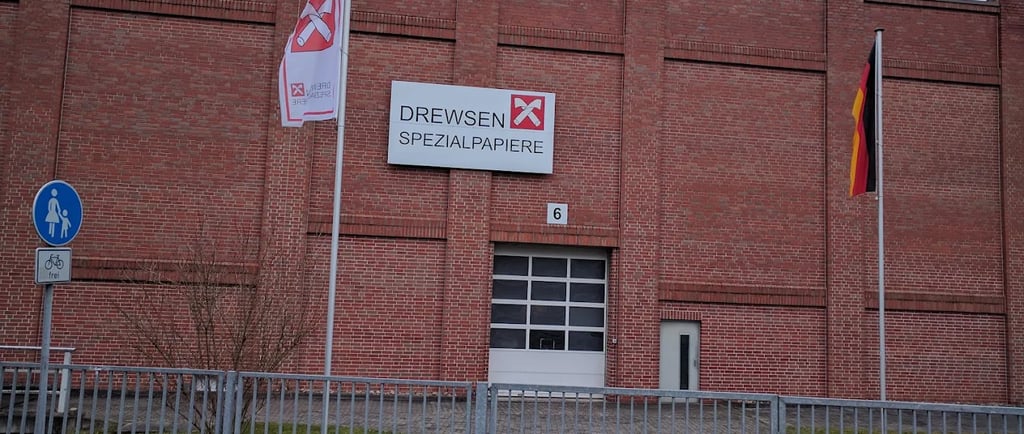 DREWSEN
SPEZIALPAPIERE
6
frei